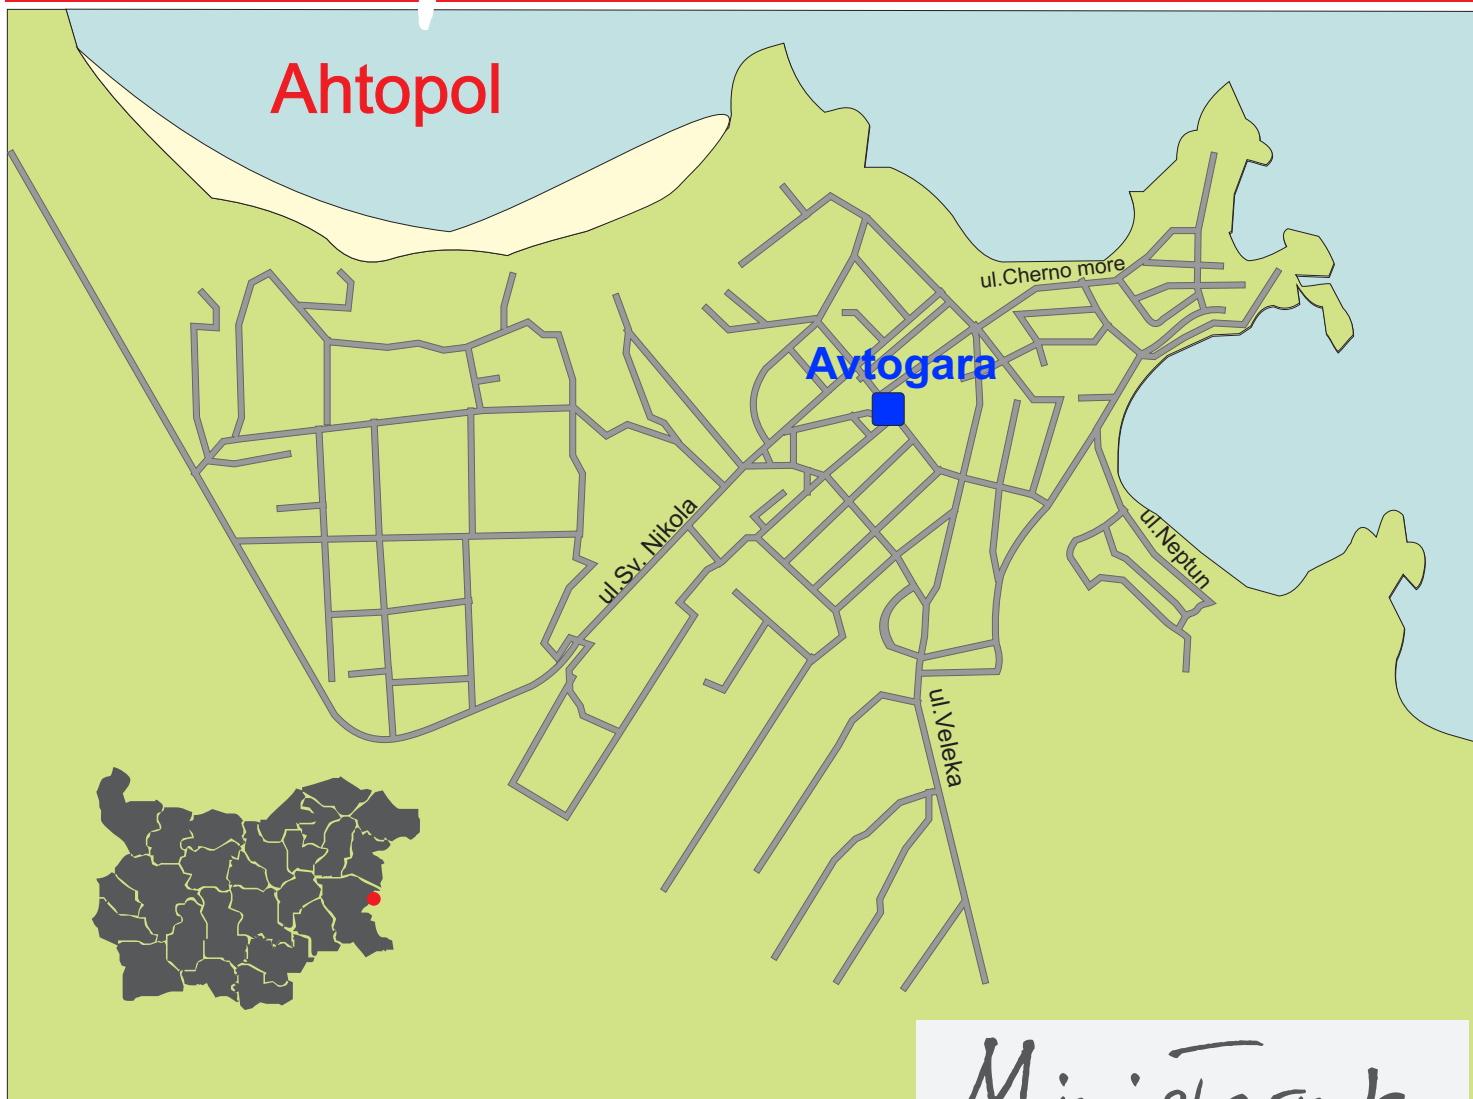 Ahtopol
ul.Cherno more
Avtogara
ul.Sv. Nikola
ul.Neptun
ul.Veleka